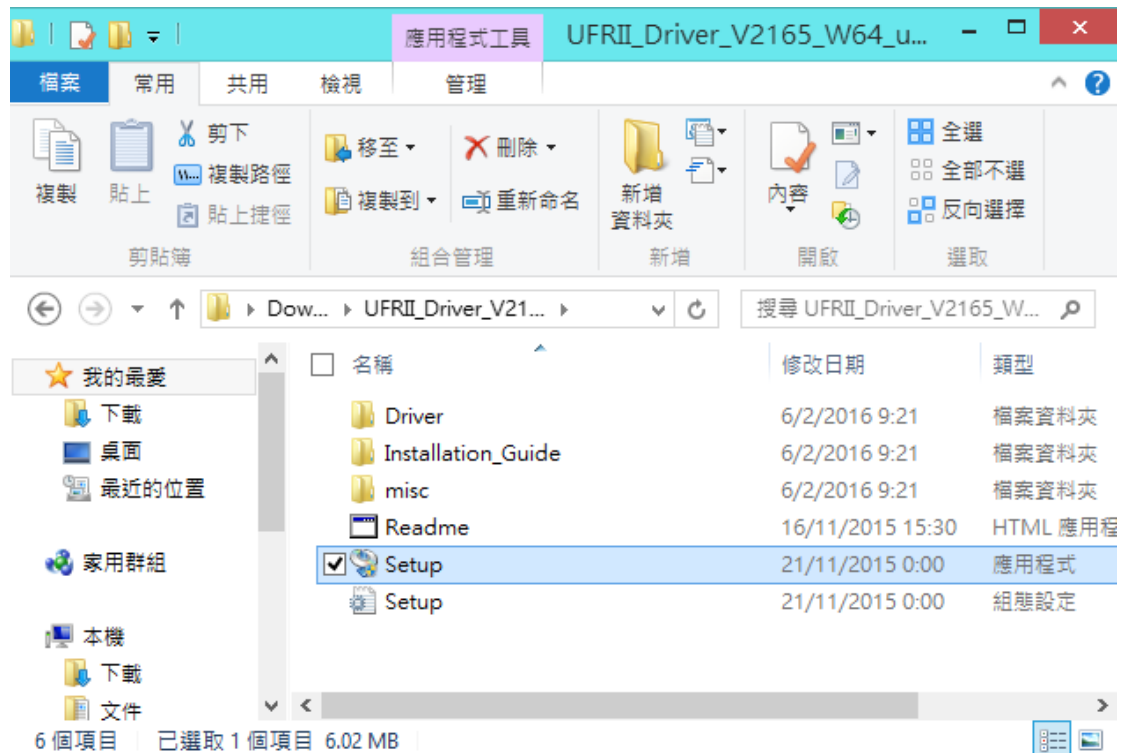 應用程式工具 UFRII_Driver_V2165_W64_u...
檔案 常用 共用 檢視 管理
複製
貼上
剪下
複製路徑
貼上捷徑
剪貼簿
移至
複製到
刪除
重新命名
組合管理
新增
資料夾
新增
內容
開啟
全選
全部不選
反向選擇
選取
Dow... UFRII_Driver_V21...
搜尋 UFRII_Driver_V2165_W...
我的最愛
下載
桌面
最近的位置
家用群組
本機
下載
文件
名稱 修改日期 類型
Driver 6/2/2016 9:21 檔案資料夾
Installation_Guide 6/2/2016 9:21 檔案資料夾
misc 6/2/2016 9:21 檔案資料夾
Readme 16/11/2015 15:30 HTML 應用程
Setup 21/11/2015 0:00 應用程式
Setup 21/11/2015 0:00 組態設定
6 個項目 已選取 1 個項目 6.02 MB